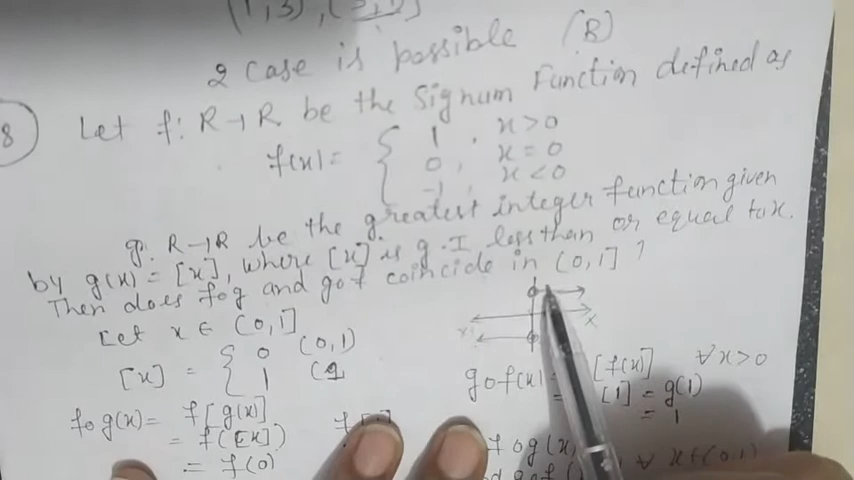 (1,3),
2 case is possible (B)
8 Let f: R→R be the Signum Function defined as
f(x) = { 1, x>0
0, x=0
-1, x<0
g: R→R be the greatest integer function given
by g(x) = [x], where [x] is g.I less than or equal to x.
Then does fog and gof coincide in (0,1] ?
Let x ∈ (0,1]
[x] = { 0 (0,1)
1
fog(x) = f[g(x)]
= f([x])
= f(0)
X
gof(x) = [f(x)] ∀x>0
= [1] = g(1)
= 1
fog(x)
∀ x∈(0,1)